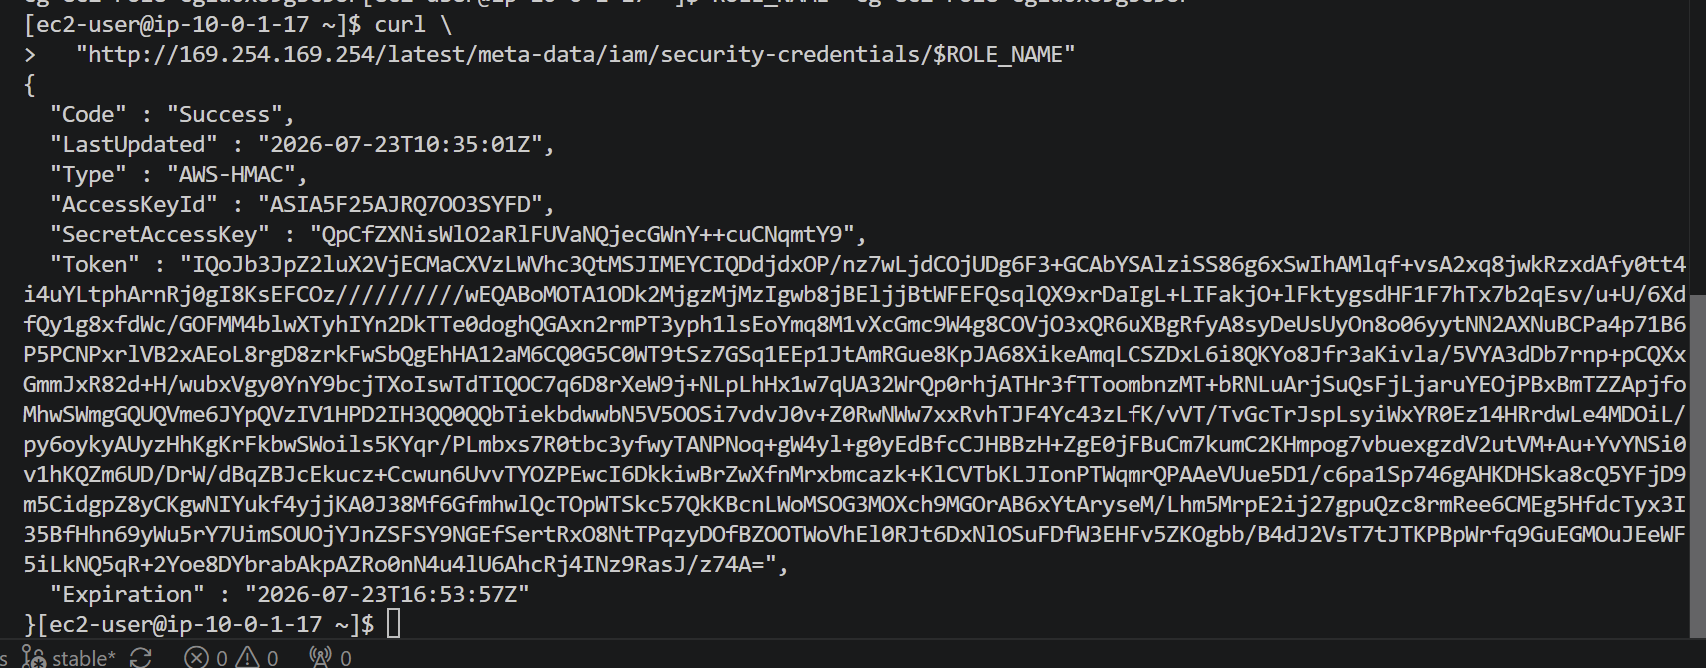 [ec2-user@ip-10-0-1-17 ~]$ curl \
>   "http://169.254.169.254/latest/meta-data/iam/security-credentials/$ROLE_NAME"
{
  "Code" : "Success",
  "LastUpdated" : "2026-07-23T10:35:01Z",
  "Type" : "AWS-HMAC",
  "AccessKeyId" : "ASIA5F25AJRQ7OO3SYFD",
  "SecretAccessKey" : "QpCfZXNisWlO2aRlFUVaNQjecGWnY++cuCNqmtY9",
  "Token" : "IQoJb3JpZ2luX2VjECMaCXVzLWVhc3QtMSJIMEYCIQDdjdxOP/nz7wLjdCOjUDg6F3+GCAbYSAlziSS86g6xSwIhAMlqf+vsA2xq8jwkRzxdAfy0tt4
i4uYLtphArnRj0gI8KsEFCOz//////////wEQABoMOTA1ODk2MjgzMjMzIgwb8jBEljjBtWFEFQsqlQX9xrDaIgL+LIFakjO+lFktygsdHF1F7hTx7b2qEsv/u+U/6Xd
fQy1g8xfdWc/GOFMM4blwXTyhIYn2DkTTe0doghQGAxn2rmPT3yph1lsEoYmq8M1vXcGmc9W4g8COVjO3xQR6uXBgRfyA8syDeUsUyOn8o06yytNN2AXNuBCPa4p71B6
P5PCNPxrlVB2xAEoL8rgD8zrkFwSbQgEhHA12aM6CQ0G5C0WT9tSz7GSq1EEp1JtAmRGue8KpJA68XikeAmqLCSZDxL6i8QKYo8Jfr3aKivla/5VYA3dDb7rnp+pCQXx
GmmJxR82d+H/wubxVgy0YnY9bcjTXoIswTdTIQOC7q6D8rXeW9j+NLpLhHx1w7qUA32WrQp0rhjATHr3fTToombnzMT+bRNLuArjSuQsFjLjaruYEOjPBxBmTZZApjfo
MhwSWmgGQUQVme6JYpQVzIV1HPD2IH3QQ0QQbTiekbdwwbN5V5OOSi7vdvJ0v+Z0RwNWw7xxRvhTJF4Yc43zLfK/vVT/TvGcTrJspLsyiWxYR0Ez14HRrdwLe4MDOiL/
py6oykyAUyzHhKgKrFkbwSWoils5KYqr/PLmbxs7R0tbc3yfwyTANPNoq+gW4yl+g0yEdBfcCJHBBzH+ZgE0jFBuCm7kumC2KHmpog7vbuexgzdV2utVM+Au+YvYNSi0
v1hKQZm6UD/DrW/dBqZBJcEkucz+Ccwun6UvvTYOZPEwcI6DkkiwBrZwXfnMrxbmcazk+KlCVTbKLJIonPTWqmrQPAAeVUue5D1/c6pa1Sp746gAHKDHSka8cQ5YFjD9
m5CidgpZ8yCKgwNIYukf4yjjKA0J38Mf6GfmhwlQcTOpWTSkc57QkKBcnLWoMSOG3MOXch9MGOrAB6xYtAryseM/Lhm5MrpE2ij27gpuQzc8rmRee6CMEg5HfdcTyx3I
35BfHhn69yWu5rY7UimSOUOjYJnZSFSY9NGEfSertRxO8NtTPqzyDOfBZOOTWoVhEl0RJt6DxNlOSuFDfW3EHFv5ZKOgbb/B4dJ2VsT7tJTKPBpWrfq9GuEGMOuJEeWF
5iLkNQ5qR+2Yoe8DYbrabAkpAZRo0nN4u4lU6AhcRj4INz9RasJ/z74A=",
  "Expiration" : "2026-07-23T16:53:57Z"
}[ec2-user@ip-10-0-1-17 ~]$
s stable* 0 0 0